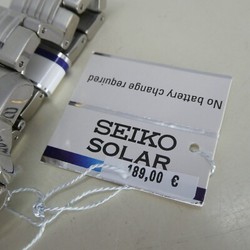 No battery change required
SEIKO
SOLAR
189,00 €